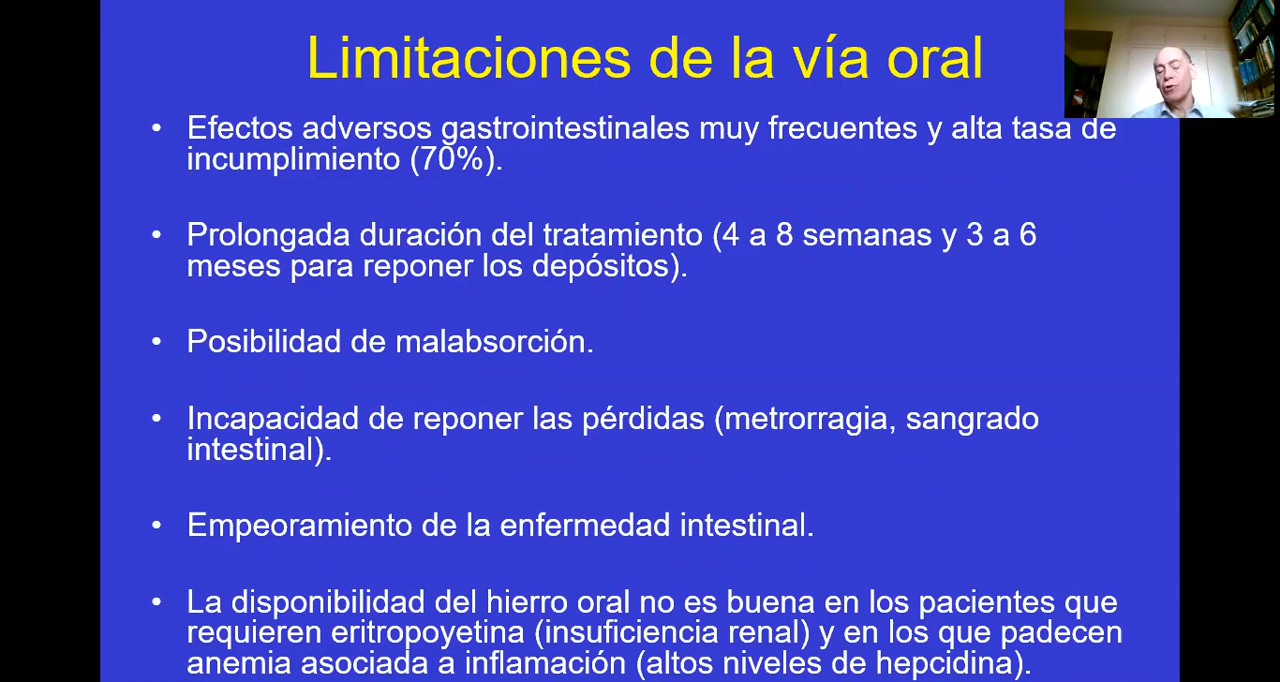 Limitaciones de la vía oral
• Efectos adversos gastrointestinales muy frecuentes y alta tasa de
incumplimiento (70%).
• Prolongada duración del tratamiento (4 a 8 semanas y 3 a 6
meses para reponer los depósitos).
• Posibilidad de malabsorción.
• Incapacidad de reponer las pérdidas (metrorragia, sangrado
intestinal).
• Empeoramiento de la enfermedad intestinal.
• La disponibilidad del hierro oral no es buena en los pacientes que
requieren eritropoyetina (insuficiencia renal) y en los que padecen
anemia asociada a inflamación (altos niveles de hepcidina).